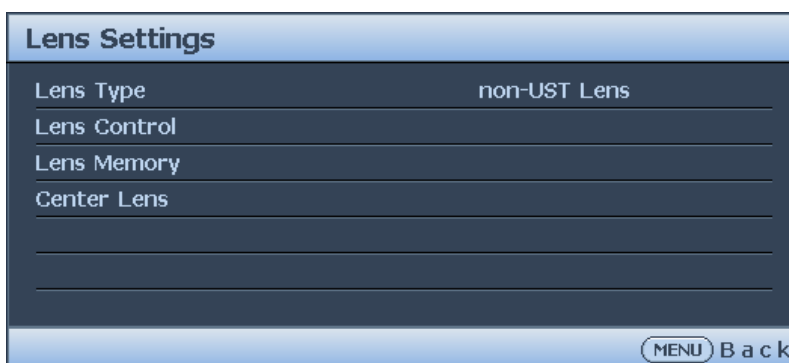 Lens Settings
Lens Type non-UST Lens
Lens Control
Lens Memory
Center Lens
MENU Back